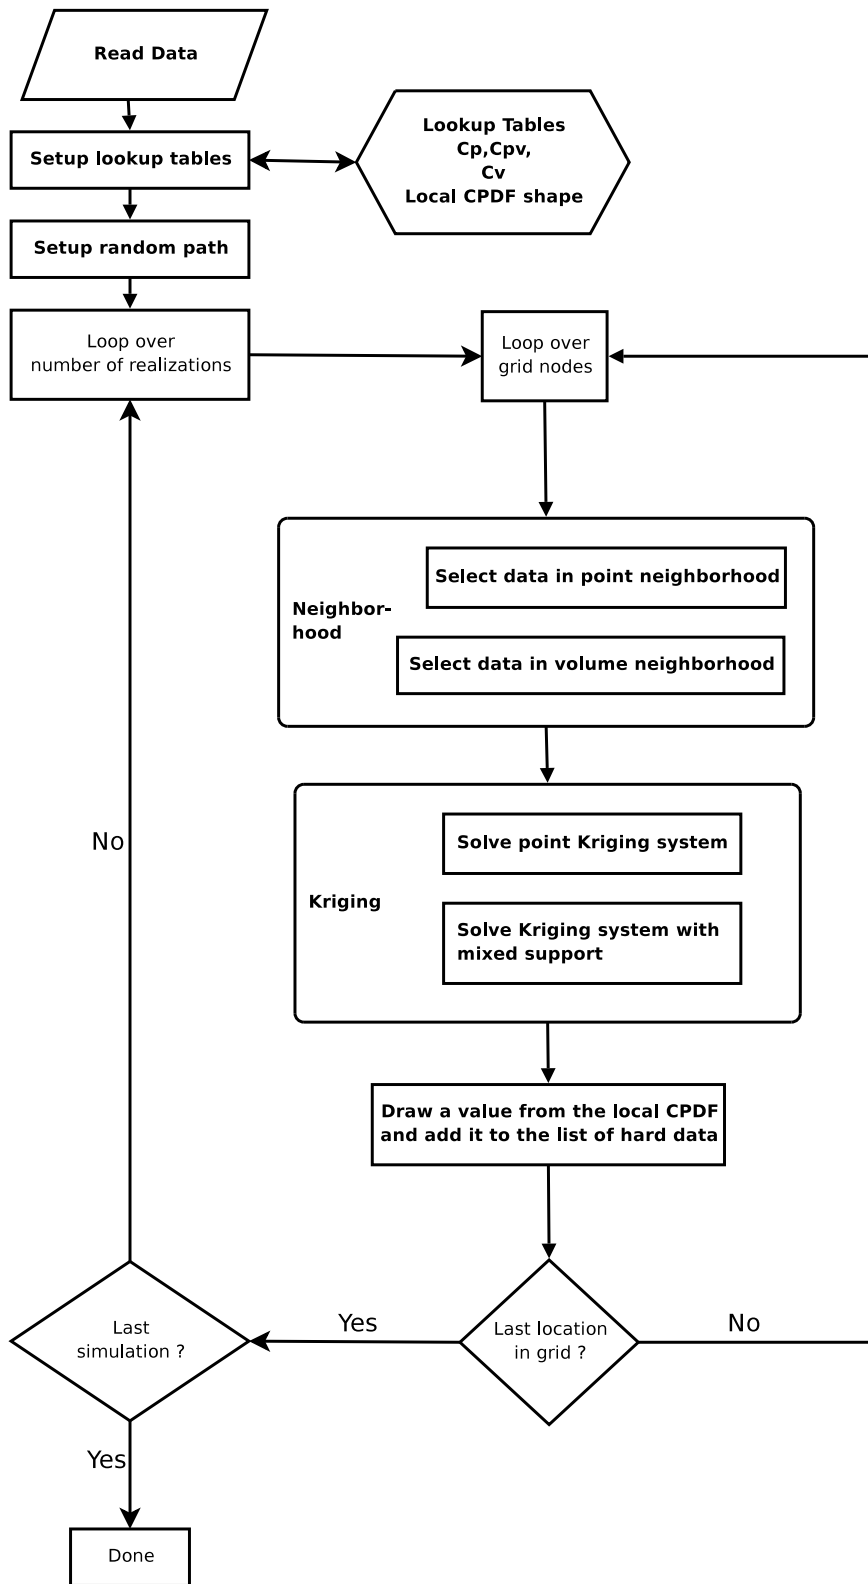 Read Data
Setup lookup tables
Lookup Tables
Cp,Cpv,
Cv
Local CPDF shape
Setup random path
Loop over
number of realizations
Loop over
grid nodes
Neighbor-
hood
Select data in point neighborhood
Select data in volume neighborhood
Kriging
Solve point Kriging system
Solve Kriging system with
mixed support
Draw a value from the local CPDF
and add it to the list of hard data
Last location
in grid ?
No
Yes
Last
simulation ?
No
Yes
Done